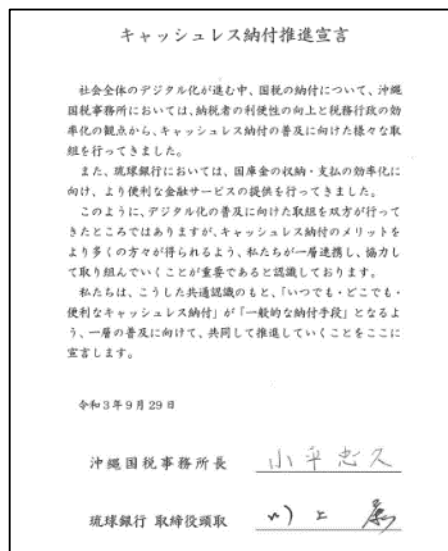 キャッシュレス納付推進宣言
社会全体のデジタル化が進む中、国税の納付について、沖縄
国税事務所においては、納税者の利便性の向上と税務行政の効
率化の観点から、キャッシュレス納付の普及に向けた様々な取
組を行ってきました。
また、琉球銀行においては、国庫金の収納・支払の効率化に
向け、より便利な金融サービスの提供を行ってきました。
このように、デジタル化の普及に向けた取組を双方が行って
きたところではありますが、キャッシュレス納付のメリットを
より多くの方々が得られるよう、私たちが一層連携し、協力し
て取り組んでいくことが重要であると認識しております。
私たちは、こうした共通認識のもと、「いつでも・どこでも・
便利なキャッシュレス納付」が「一般的な納付手段」となるよ
う、一層の普及に向けて、共同して推進していくことをここに
宣言します。
令和3年9月29日
沖縄国税事務所長 小平忠久
琉球銀行 取締役頭取 川上康